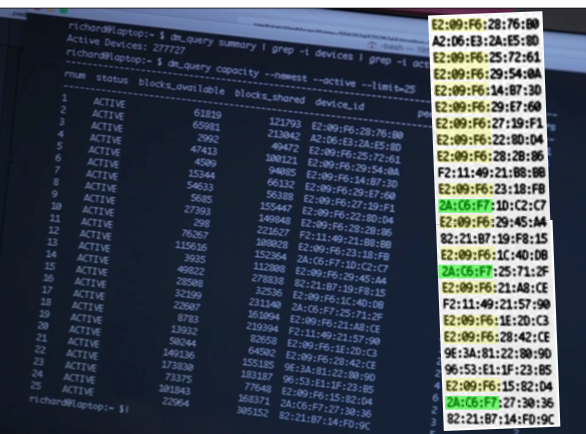 richard@laptop:~ $ dm_query summary | grep -i devices | grep -i act
Active Devices: 277727
richard@laptop:~ $ dm_query capacity --newest --active --limit=25
rnum status blocks_available blocks_shared device_id
1 ACTIVE 61819 121793 E2:09:F6:28:76:B0
2 ACTIVE 65981 213042 A2:D6:E3:2A:E5:8D
3 ACTIVE 2992 49472 E2:09:F6:25:72:61
4 ACTIVE 47413 100121 E2:09:F6:29:54:0A
5 ACTIVE 4509 94085 E2:09:F6:14:B7:3D
6 ACTIVE 15344 66132 E2:09:F6:29:E7:60
7 ACTIVE 54633 56388 E2:09:F6:27:19:F1
8 ACTIVE 5685 155447 E2:09:F6:22:8D:D4
9 ACTIVE 27393 149848 E2:09:F6:28:2B:86
10 ACTIVE 298 221627 F2:11:49:21:B8:BB
11 ACTIVE 76267 108028 E2:09:F6:23:18:FB
12 ACTIVE 115616 152364 2A:C6:F7:1D:C2:C7
13 ACTIVE 3935 112808 E2:09:F6:29:45:A4
14 ACTIVE 49822 278838 82:21:B7:19:F8:15
15 ACTIVE 28508 32536 E2:09:F6:1C:4D:DB
16 ACTIVE 32199 231140 2A:C6:F7:25:71:2F
17 ACTIVE 22607 161094 E2:09:F6:21:A8:CE
18 ACTIVE 8783 219394 F2:11:49:21:57:90
19 ACTIVE 13932 82658 E2:09:F6:1E:2D:C3
20 ACTIVE 50244 64502 E2:09:F6:28:42:CE
21 ACTIVE 149136 155185 9E:3A:81:22:80:9D
22 ACTIVE 173830 183187 96:53:E1:1F:23:B5
23 ACTIVE 73375 77648 E2:09:F6:15:82:D4
24 ACTIVE 101843 168371 2A:C6:F7:27:30:36
25 ACTIVE 22964 305152 82:21:B7:14:FD:9C
richard@laptop:~ $
E2:09:F6:28:76:B0
A2:D6:E3:2A:E5:8D
E2:09:F6:25:72:61
E2:09:F6:29:54:0A
E2:09:F6:14:B7:3D
E2:09:F6:29:E7:60
E2:09:F6:27:19:F1
E2:09:F6:22:8D:D4
E2:09:F6:28:2B:86
F2:11:49:21:B8:BB
E2:09:F6:23:18:FB
2A:C6:F7:1D:C2:C7
E2:09:F6:29:45:A4
82:21:B7:19:F8:15
E2:09:F6:1C:4D:DB
2A:C6:F7:25:71:2F
E2:09:F6:21:A8:CE
F2:11:49:21:57:90
E2:09:F6:1E:2D:C3
E2:09:F6:28:42:CE
9E:3A:81:22:80:9D
96:53:E1:1F:23:B5
E2:09:F6:15:82:D4
2A:C6:F7:27:30:36
82:21:B7:14:FD:9C